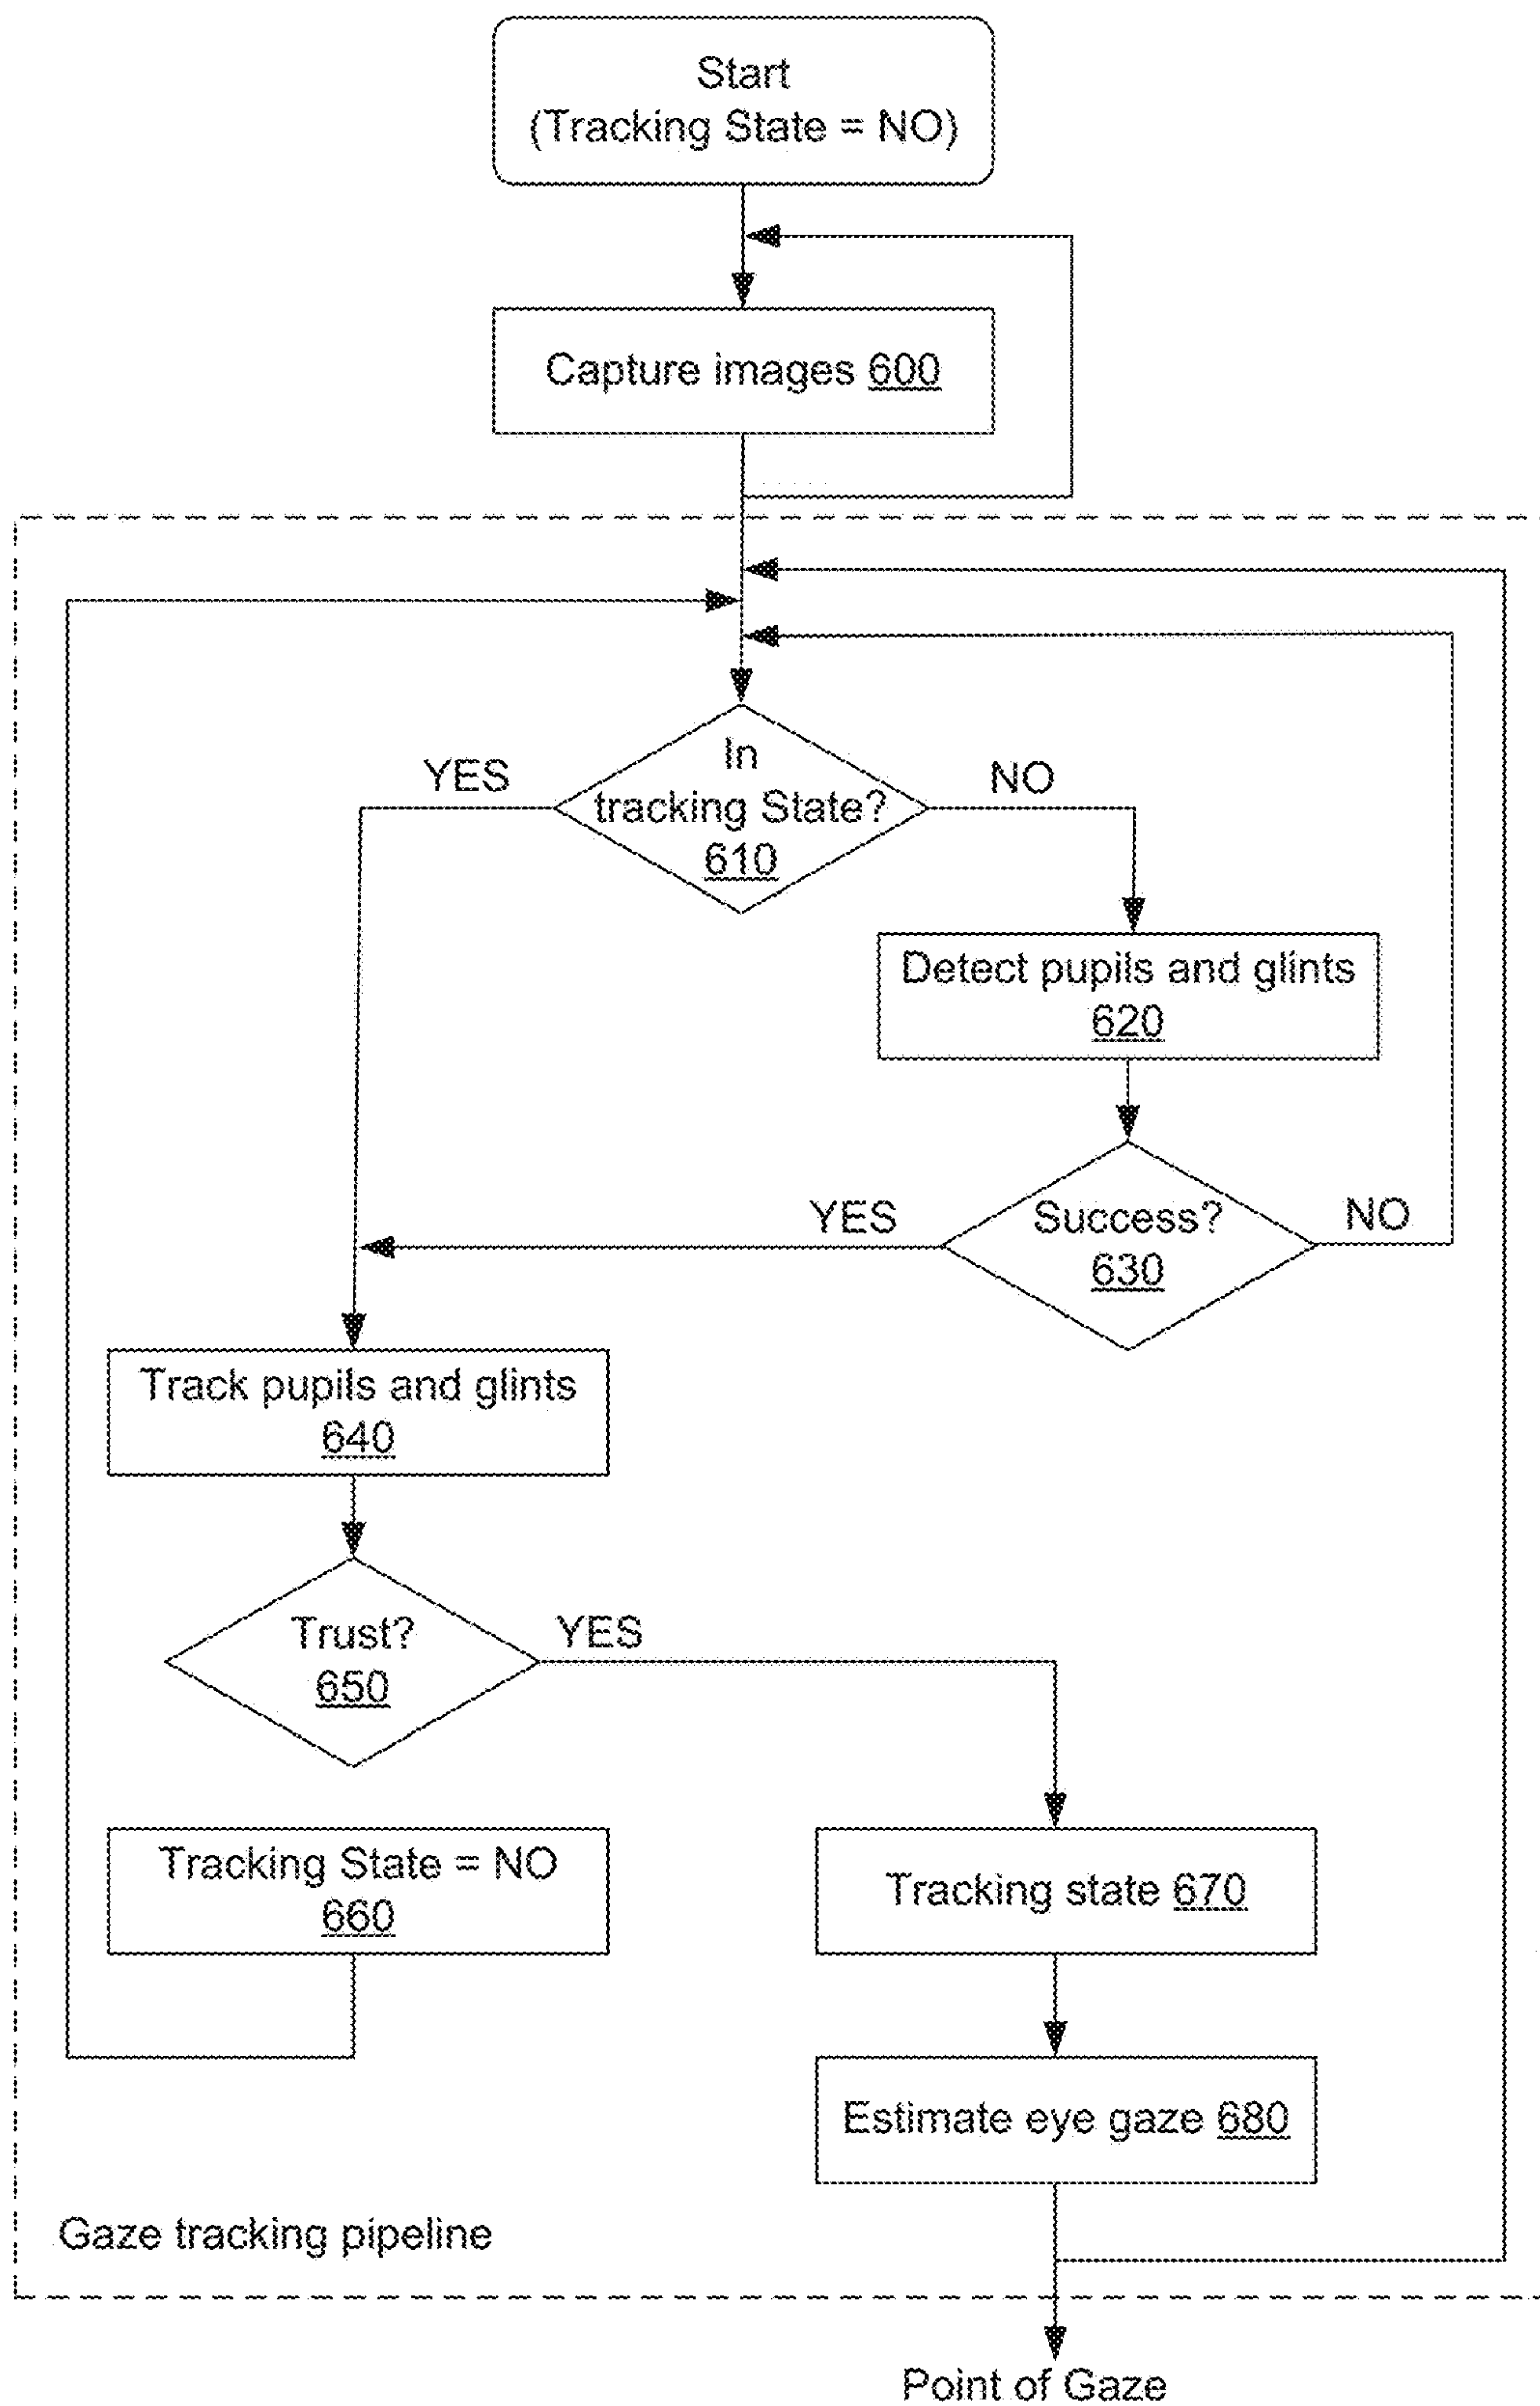 Start
(Tracking State = NO)
Capture images 600
In
tracking State?
610
YES
NO
Detect pupils and glints
620
Success?
630
YES
NO
Track pupils and glints
640
Trust?
650
YES
Tracking State = NO
660
Tracking state 670
Estimate eye gaze 680
Gaze tracking pipeline
Point of Gaze